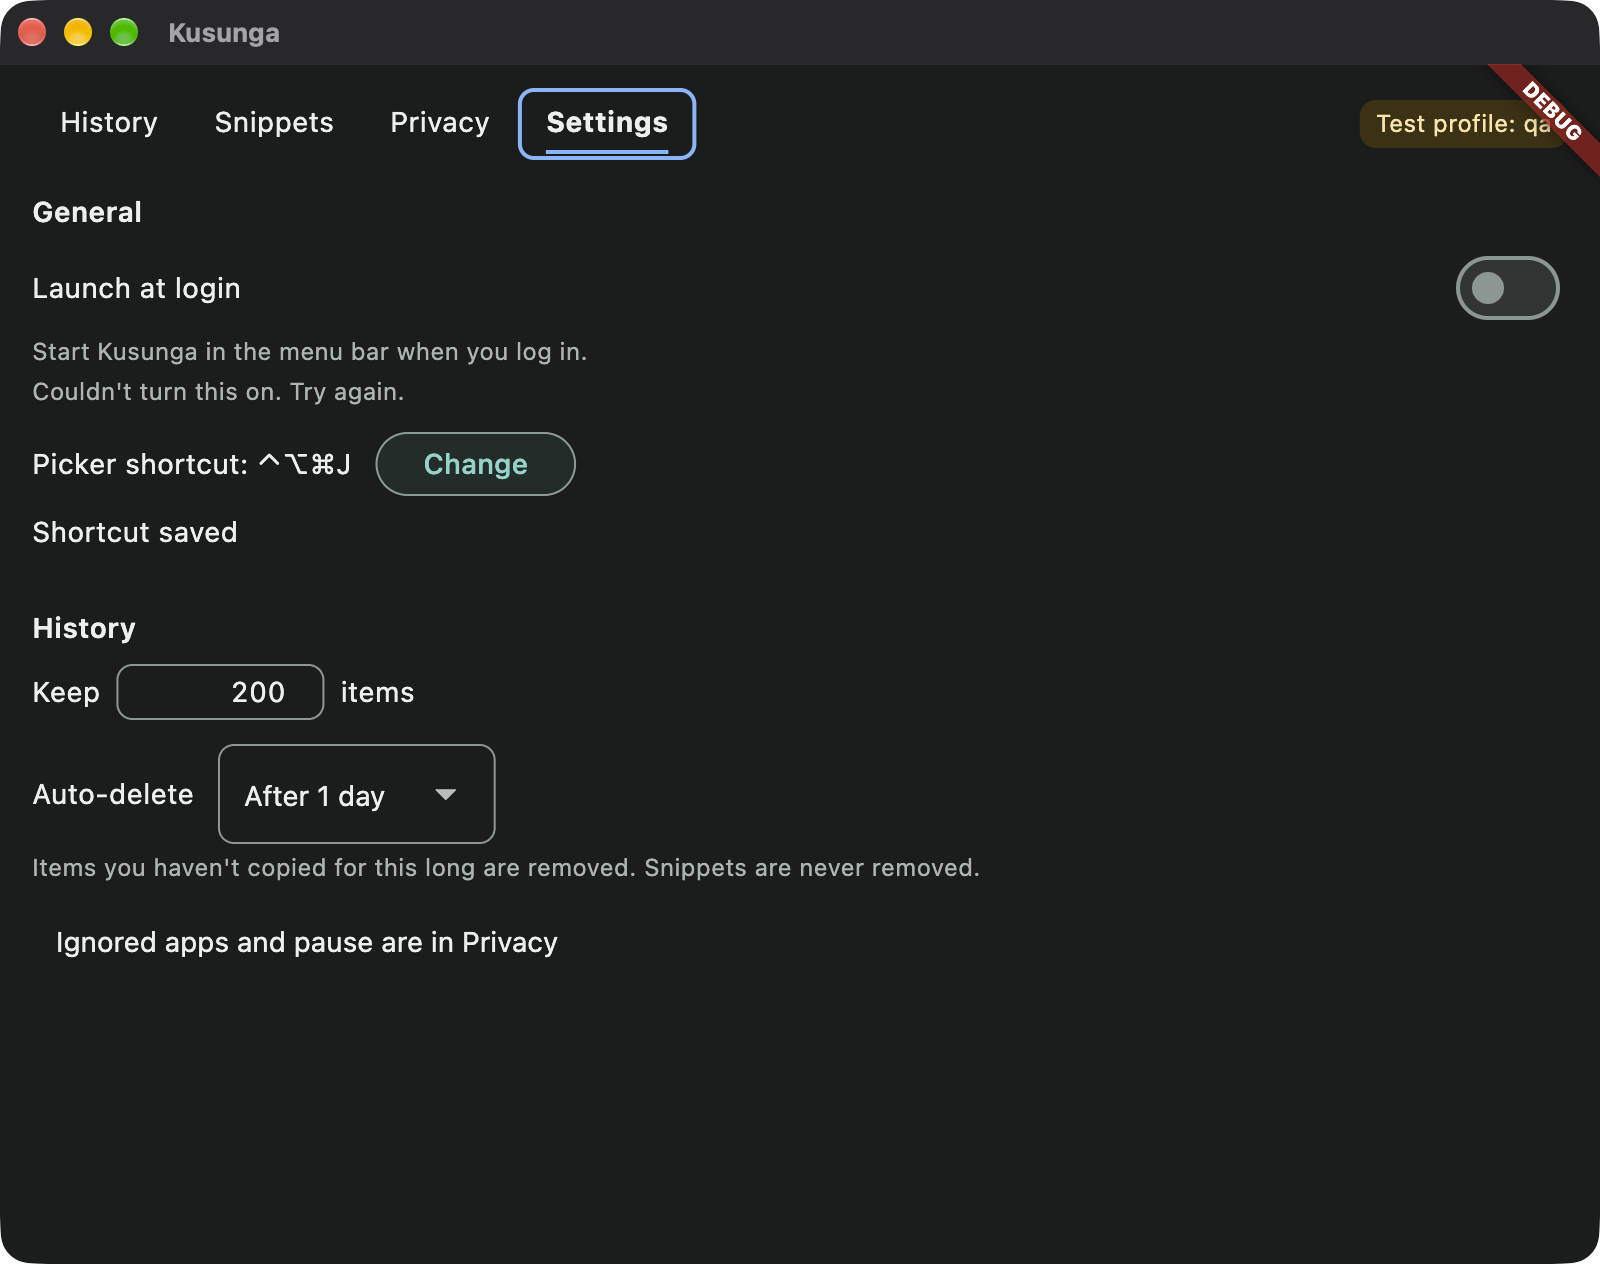 Kusunga
History Snippets Privacy Settings
Test profile: qa
DEBUG
General
Launch at login
Start Kusunga in the menu bar when you log in.
Couldn't turn this on. Try again.
Picker shortcut: ⌃⌥⌘J Change
Shortcut saved
History
Keep 200 items
Auto-delete After 1 day
Items you haven't copied for this long are removed. Snippets are never removed.
Ignored apps and pause are in Privacy